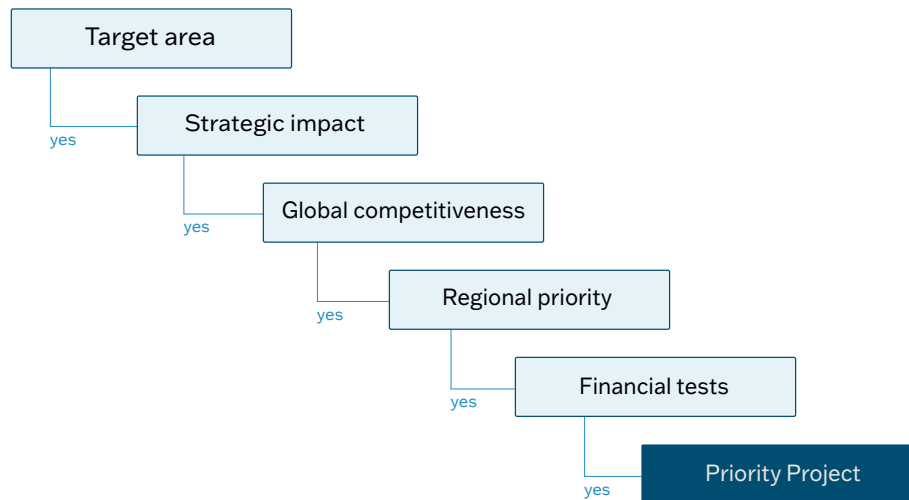 Target area
yes
Strategic impact
yes
Global competitiveness
yes
Regional priority
yes
Financial tests
yes
Priority Project